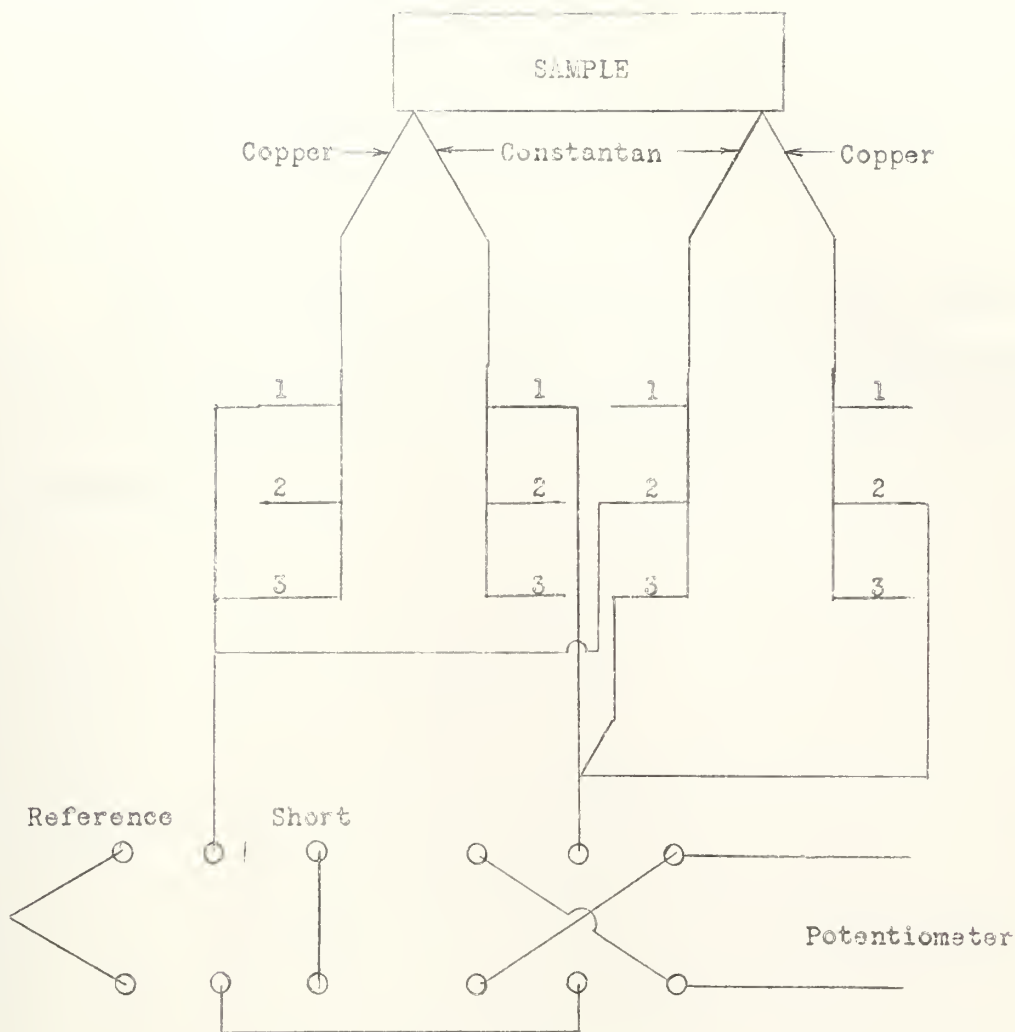 SAMPLE
Copper Constantan Copper
1 1 1 1
2 2 2 2
3 3 3 3
Reference Short
Potentiometer